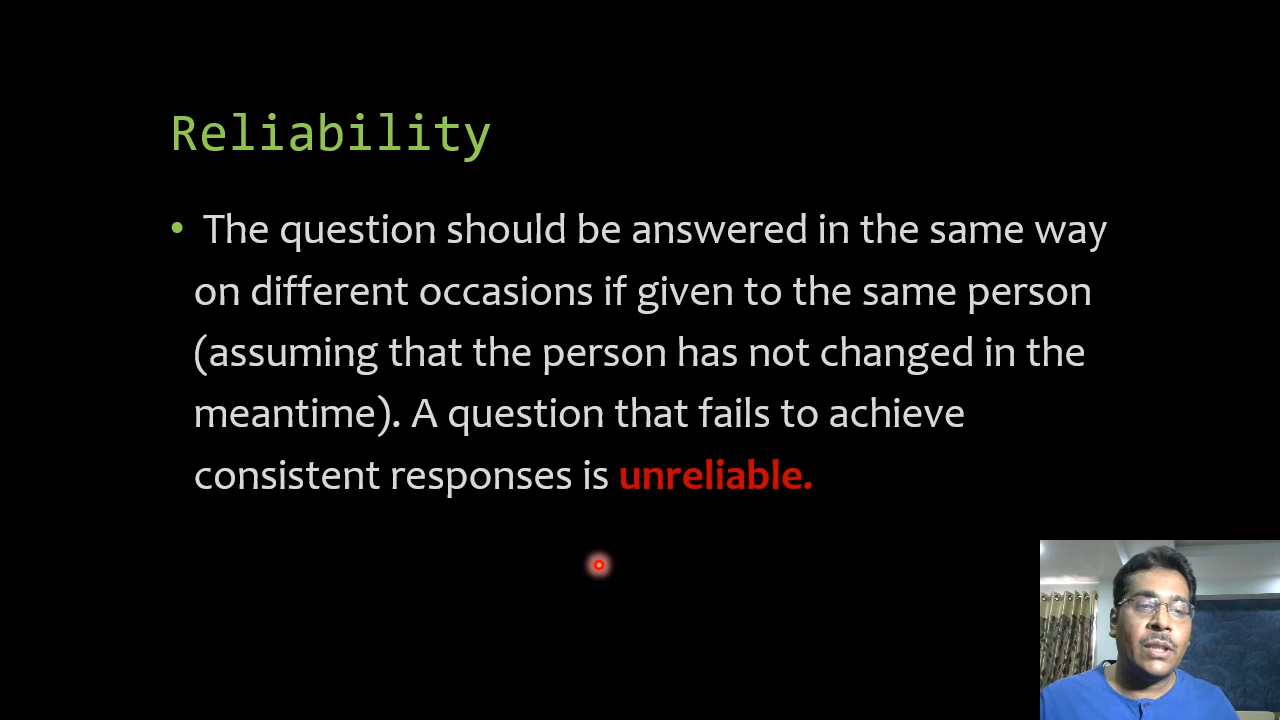 Reliability
• The question should be answered in the same way
on different occasions if given to the same person
(assuming that the person has not changed in the
meantime). A question that fails to achieve
consistent responses is unreliable.